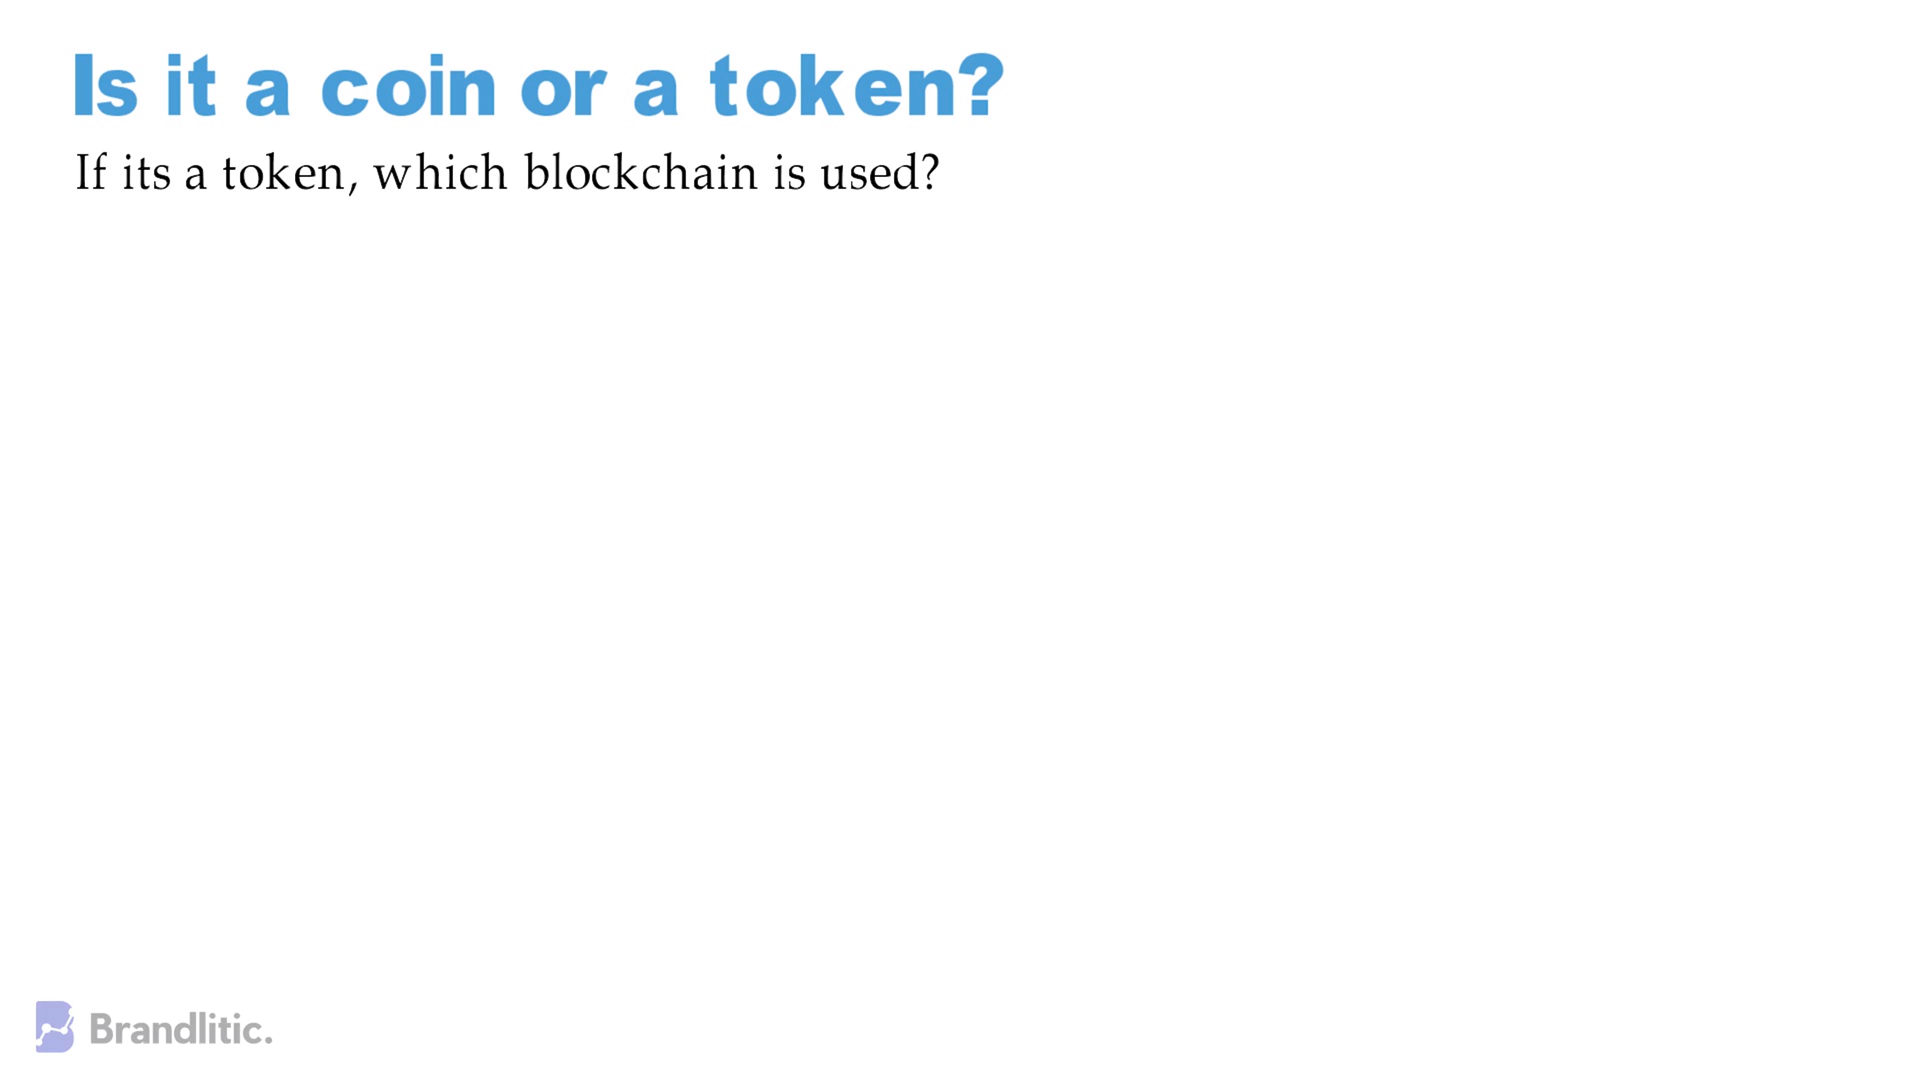 Is it a coin or a token?
If its a token, which blockchain is used?
Brandlitic.